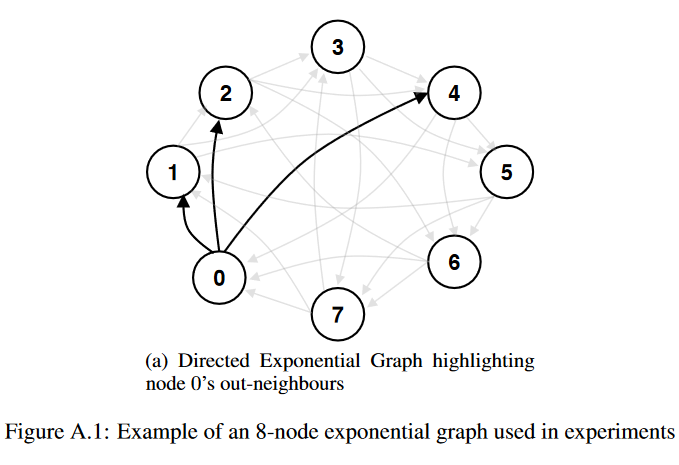 3
2
4
1
5
0
6
7
(a) Directed Exponential Graph highlighting
node 0's out-neighbours
Figure A.1: Example of an 8-node exponential graph used in experiments